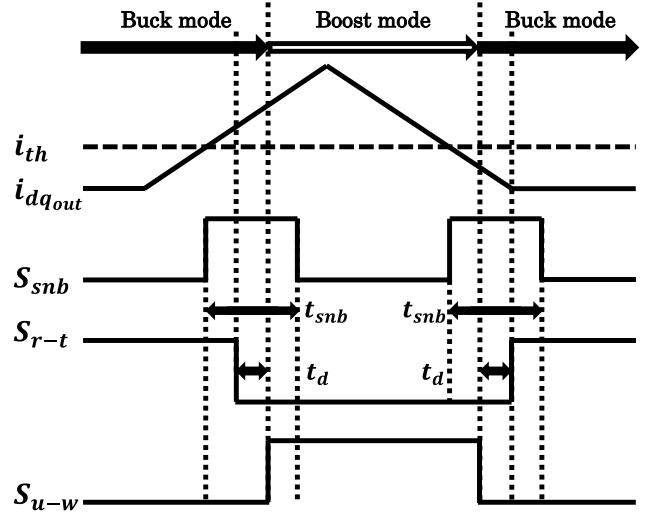 Buck mode Boost mode Buck mode
i_th
i_dq_out
S_snb
t_snb t_snb
S_r-t
t_d t_d
S_u-w